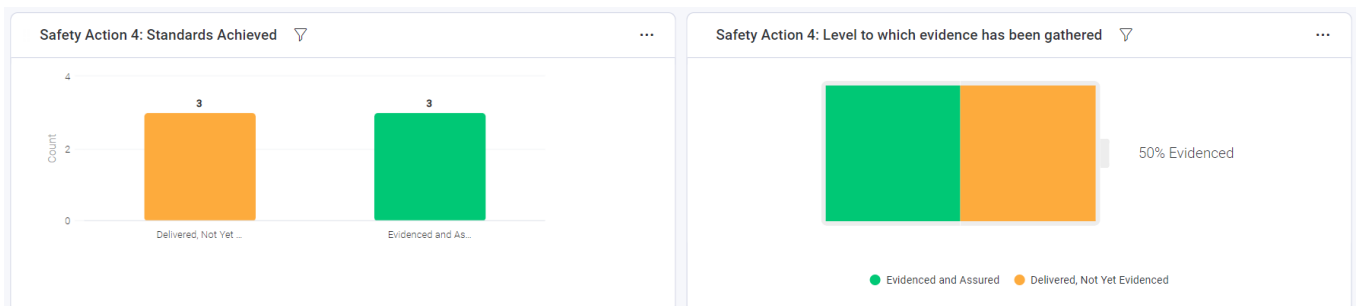 Safety Action 4: Standards Achieved
...
4
3
3
Count
2
0
Delivered, Not Yet ...
Evidenced and As...
Safety Action 4: Level to which evidence has been gathered
...
50% Evidenced
Evidenced and Assured
Delivered, Not Yet Evidenced